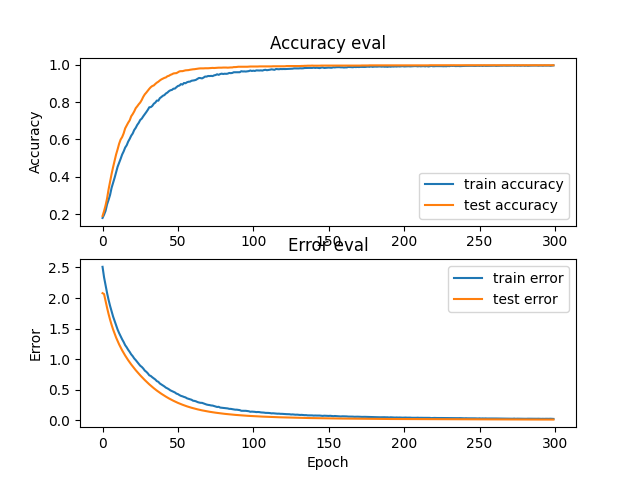 Accuracy eval
1.0
0.8
0.6
0.4
0.2
Accuracy
train accuracy
test accuracy
0 50 100 150 200 250 300
Error eval
2.5
2.0
1.5
1.0
0.5
0.0
Error
train error
test error
0 50 100 150 200 250 300
Epoch